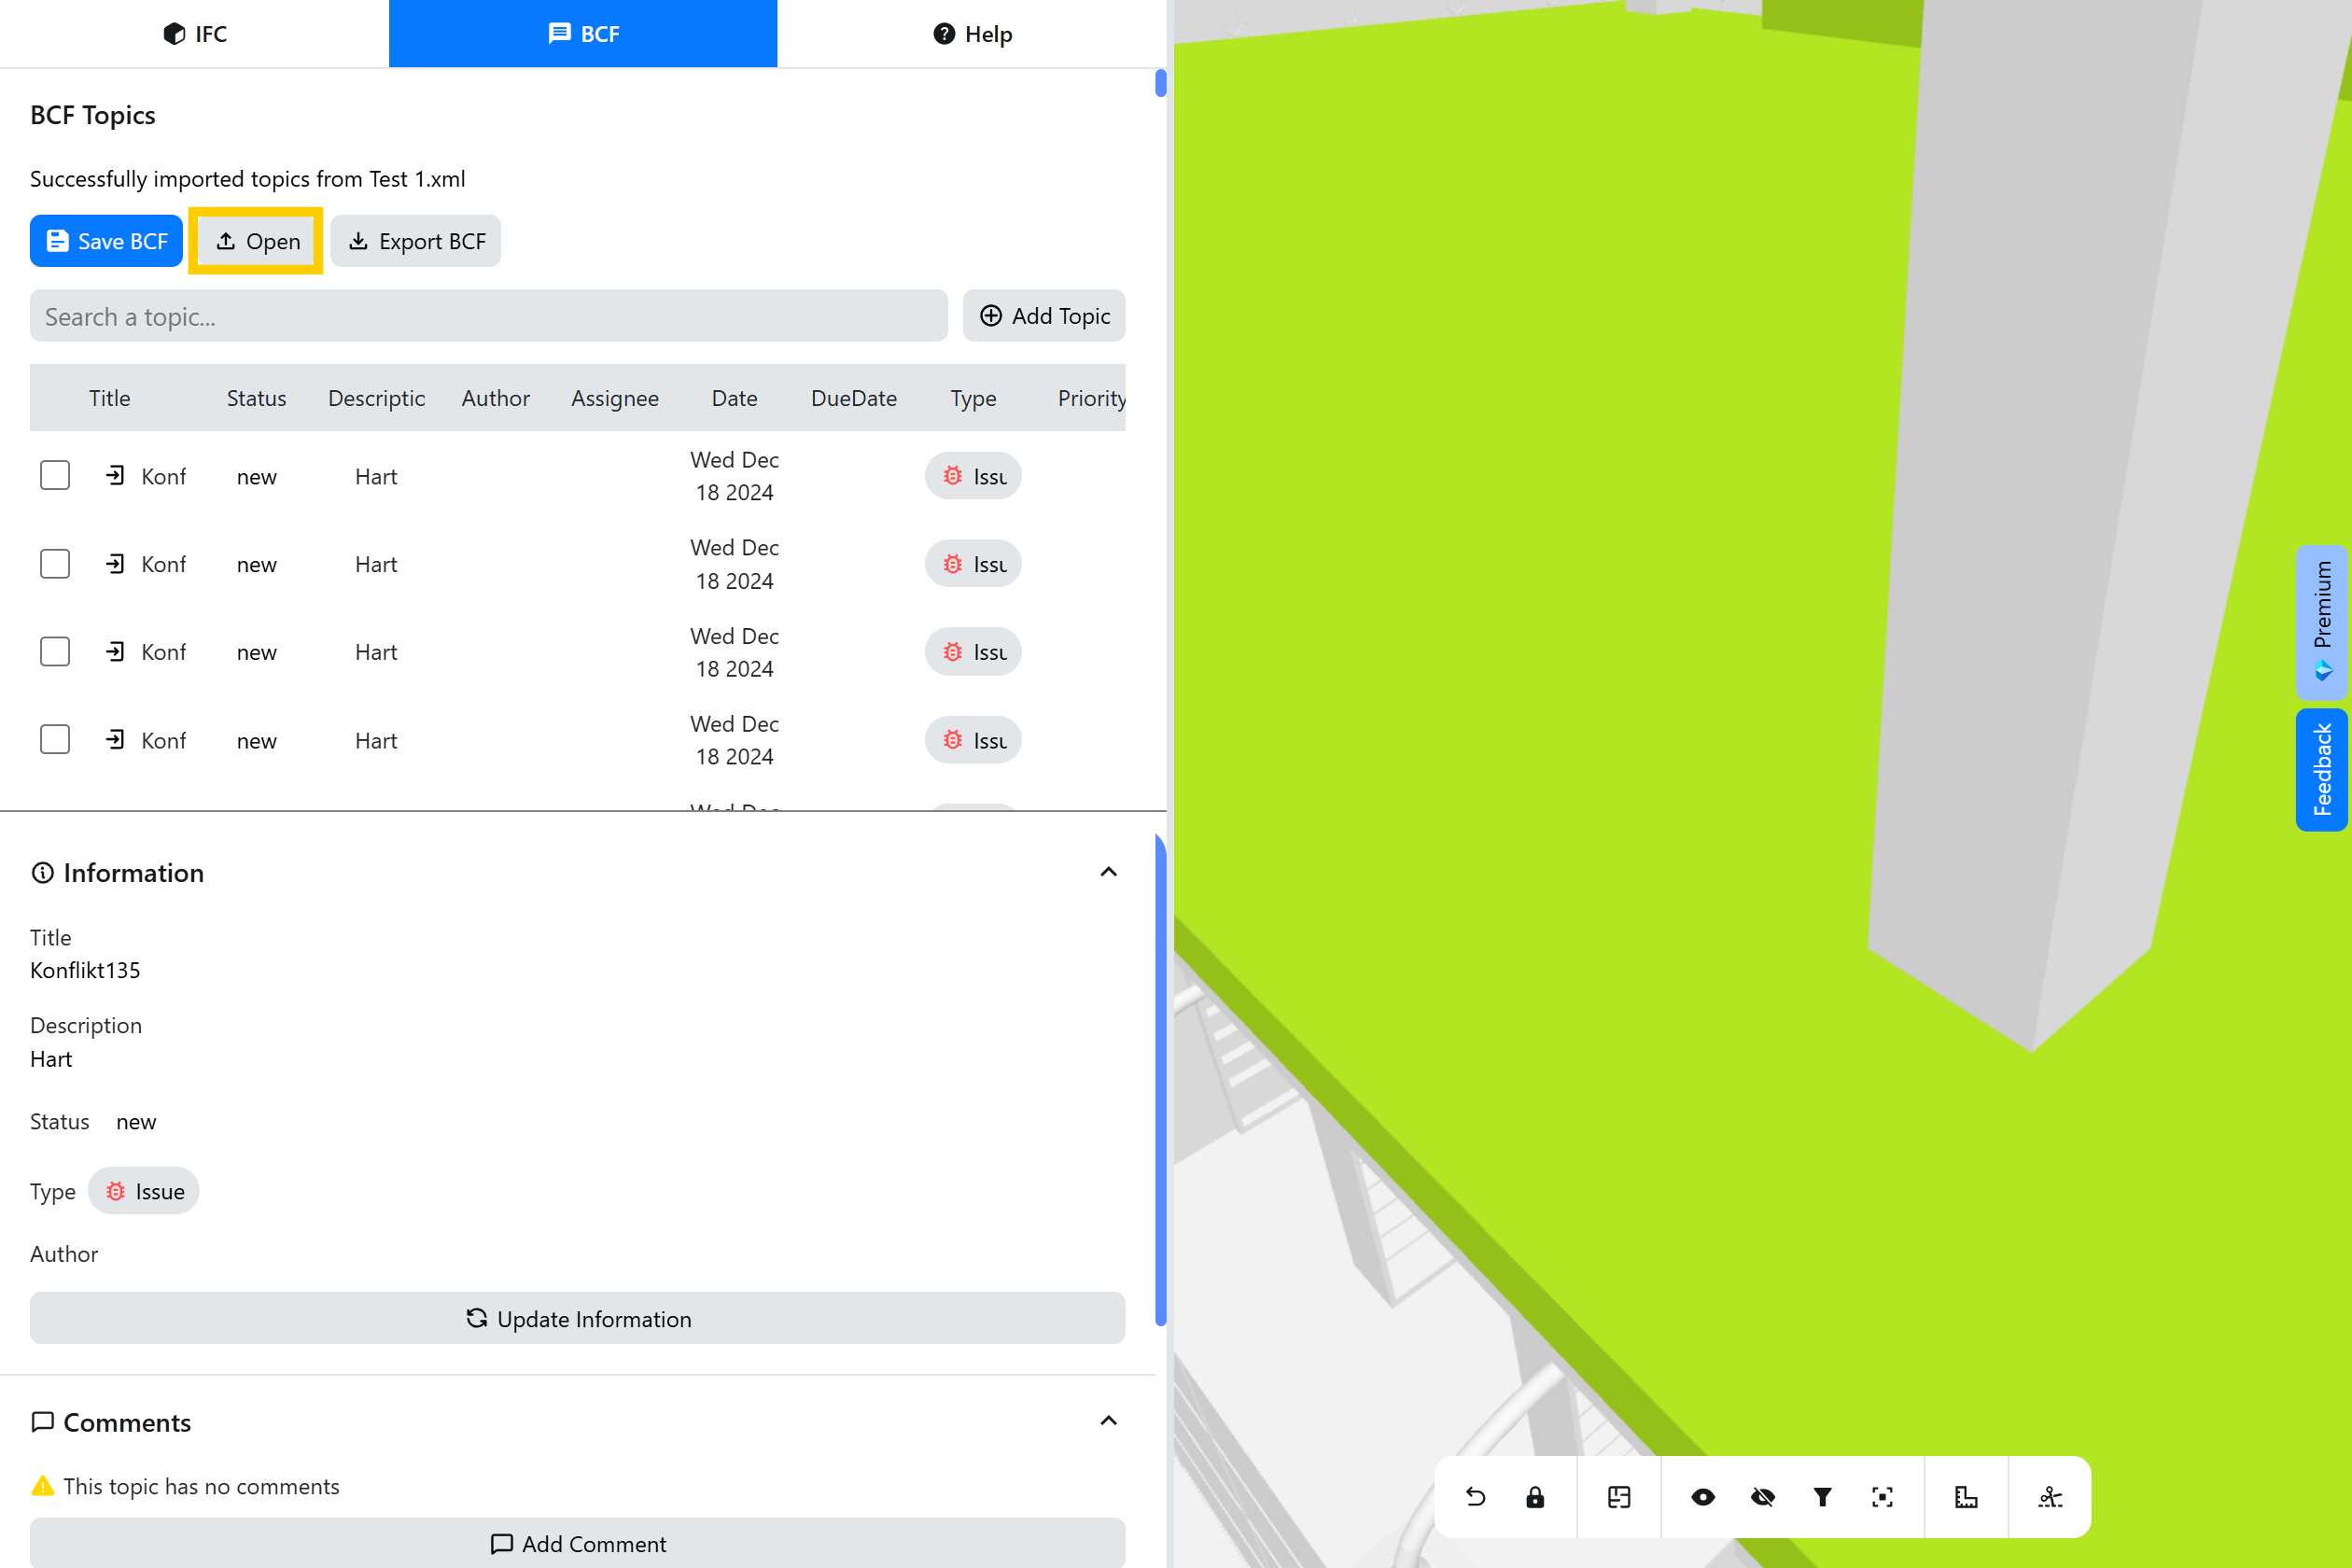 IFC
BCF
Help
BCF Topics
Successfully imported topics from Test 1.xml
Save BCF
Open
Export BCF
Search a topic...
Add Topic
Title Status Descriptic Author Assignee Date DueDate Type Priority
Konf new Hart Wed Dec 18 2024 Issu
Konf new Hart Wed Dec 18 2024 Issu
Konf new Hart Wed Dec 18 2024 Issu
Konf new Hart Wed Dec 18 2024 Issu
Information
Title
Konflikt135
Description
Hart
Status new
Type Issue
Author
Update Information
Comments
This topic has no comments
Add Comment
Premium
Feedback